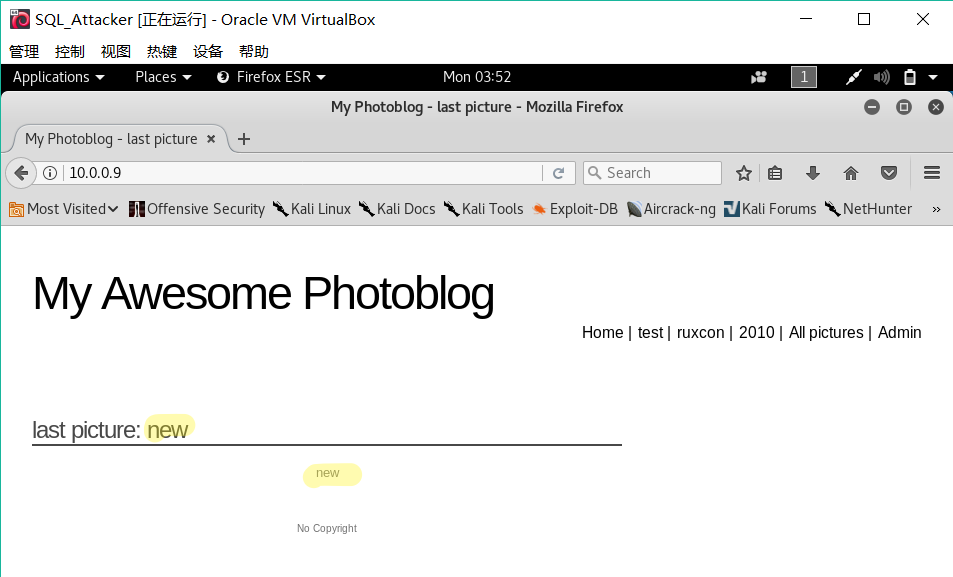 SQL_Attacker [正在运行] - Oracle VM VirtualBox
管理 控制 视图 热键 设备 帮助
Applications Places Firefox ESR Mon 03:52 1
My Photoblog - last picture - Mozilla Firefox
My Photoblog - last picture
10.0.0.9 Search
Most Visited Offensive Security Kali Linux Kali Docs Kali Tools Exploit-DB Aircrack-ng Kali Forums NetHunter »
My Awesome Photoblog
Home | test | ruxcon | 2010 | All pictures | Admin
last picture: new
new
No Copyright